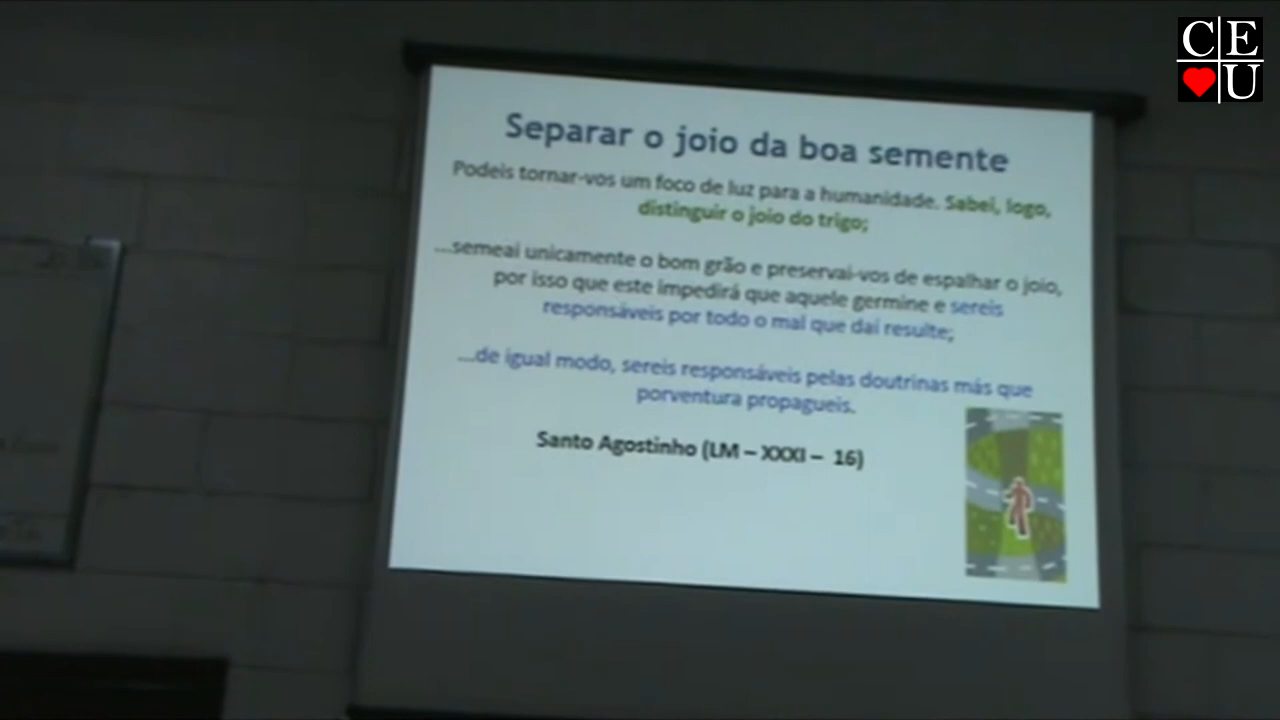 CE
U
Separar o joio da boa semente
Podeis tornar-vos um foco de luz para a humanidade. Sabei, logo,
distinguir o joio do trigo;
...semeai unicamente o bom grão e preservai-vos de espalhar o joio,
por isso que este impedirá que aquele germine e sereis
responsáveis por todo o mal que daí resulte;
...de igual modo, sereis responsáveis pelas doutrinas más que
porventura propagueis.
Santo Agostinho (LM – XXXI – 16)